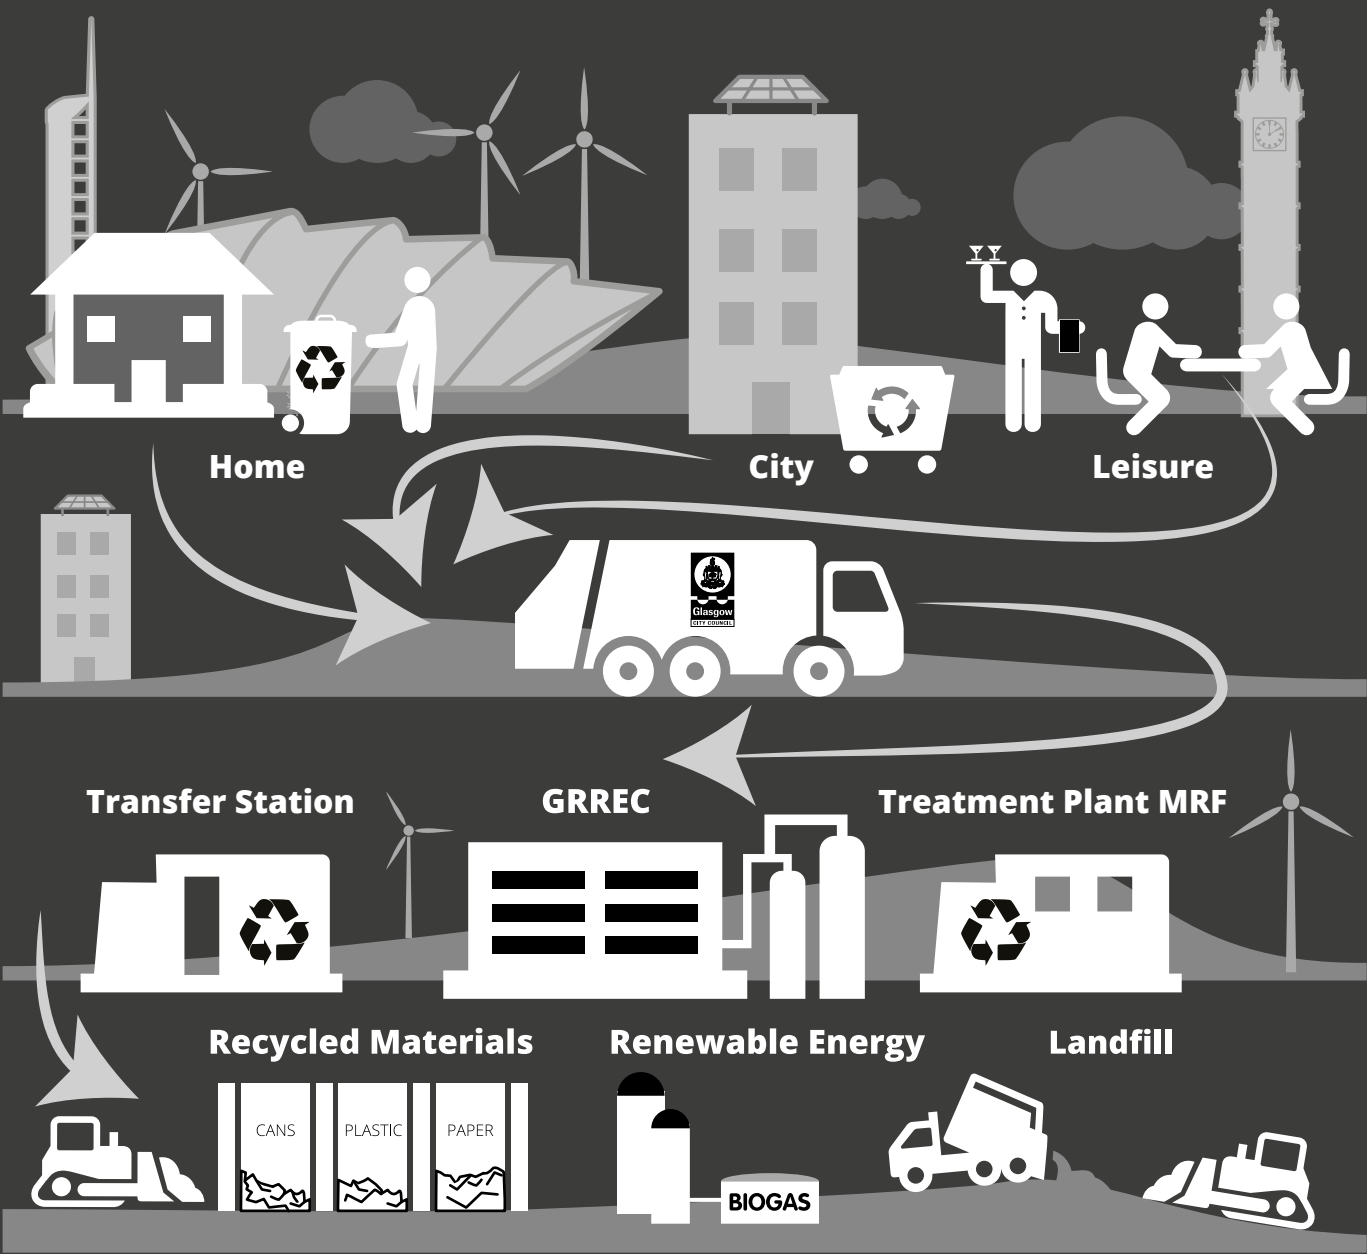 Home
City
Leisure
Glasgow
CITY COUNCIL
Transfer Station
GRREC
Treatment Plant MRF
Recycled Materials
Renewable Energy
Landfill
CANS
PLASTIC
PAPER
BIOGAS